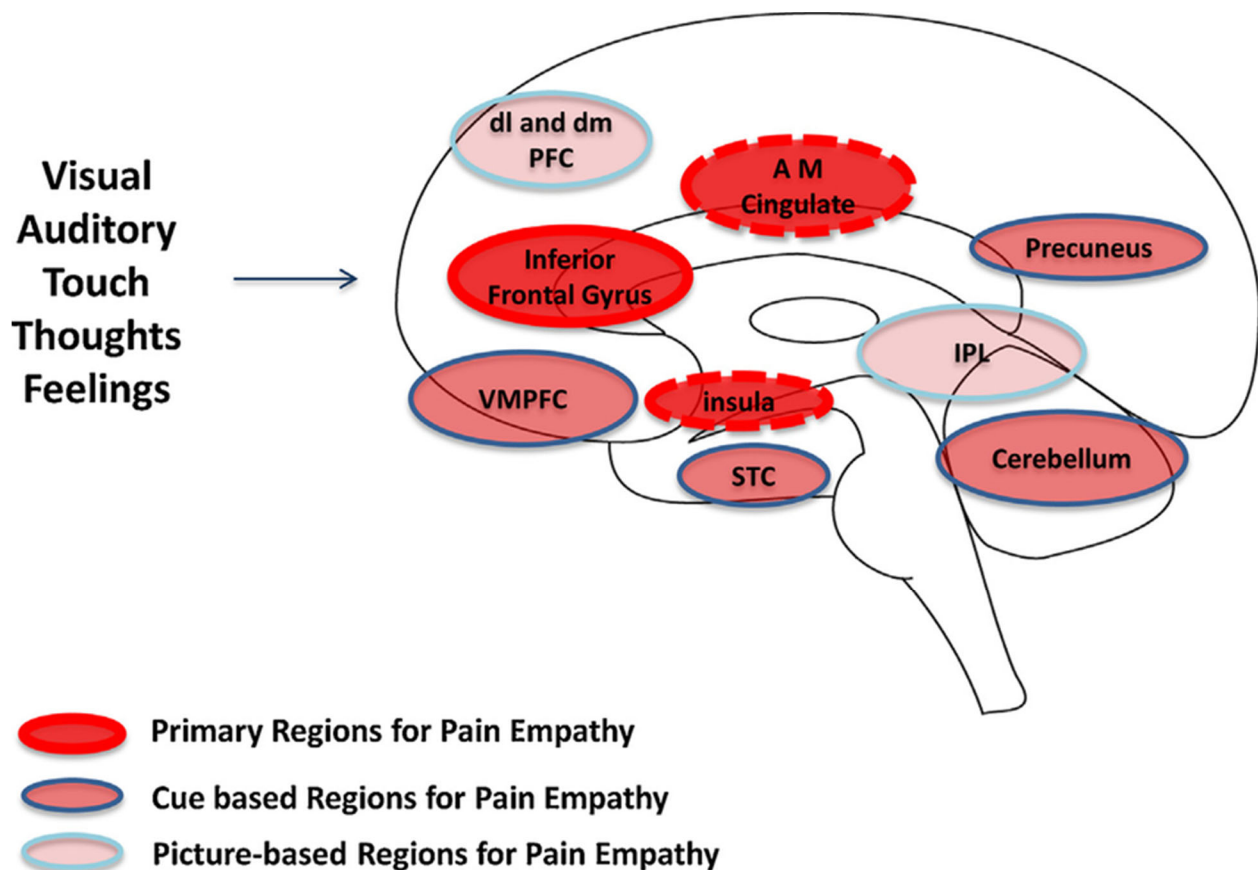 Visual
Auditory
Touch
Thoughts
Feelings
dl and dm
PFC
A M
Cingulate
Precuneus
Inferior
Frontal Gyrus
IPL
VMPFC
insula
STC
Cerebellum
Primary Regions for Pain Empathy
Cue based Regions for Pain Empathy
Picture-based Regions for Pain Empathy